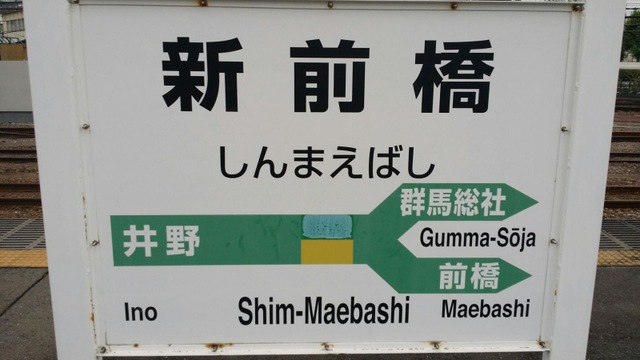 新前橋
しんまえばし
群馬総社
井野
Gumma-Sōja
前橋
Ino
Shim-Maebashi
Maebashi